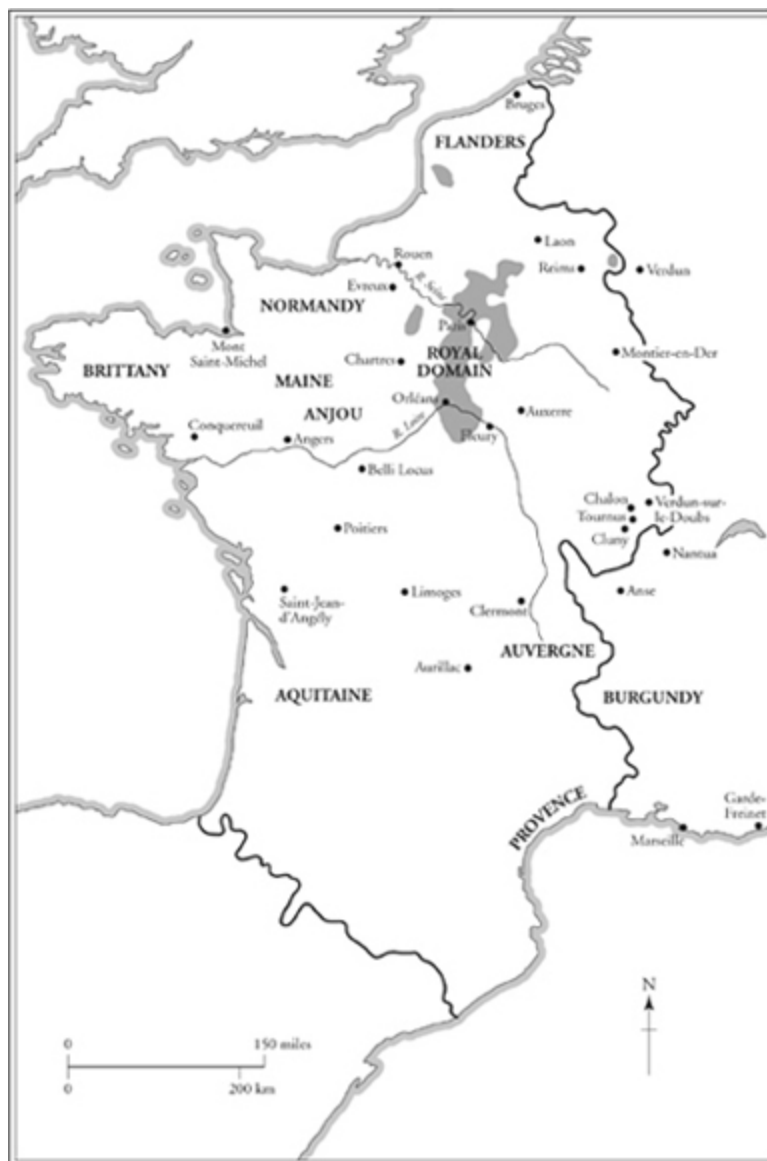 Bruges
FLANDERS
Laon
Rouen
Reims
Verdun
Evreux
R. Seine
NORMANDY
Paris
Mont
Saint-Michel
Chartres
ROYAL
DOMAIN
Montier-en-Der
BRITTANY
MAINE
Orléans
ANJOU
Auxerre
Conquereuil
Angers
R. Loire
Fleury
Belli Locus
Chalon
Verdun-sur-
le-Doubs
Tournus
Poitiers
Cluny
Nantua
Saint-Jean-
d'Angély
Limoges
Clermont
Anse
AUVERGNE
Aurillac
AQUITAINE
BURGUNDY
PROVENCE
Garde-
Freinet
Marseille
N
0 150 miles
0 200 km